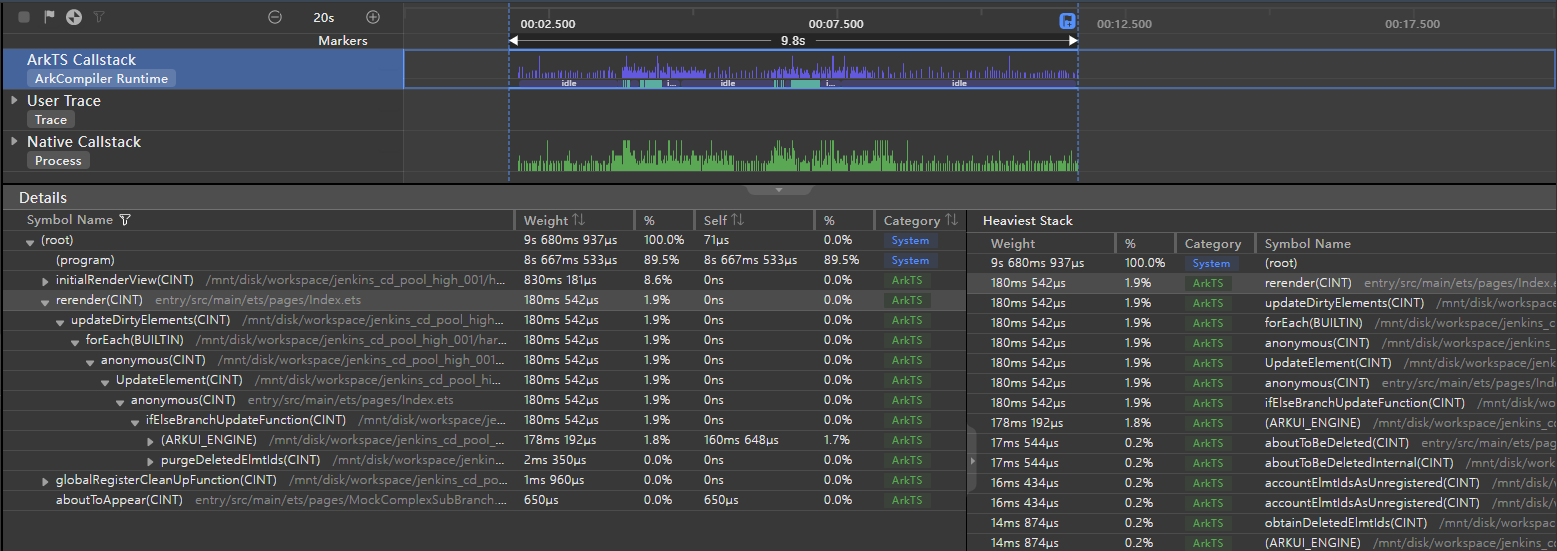 20s
00:02.500 00:07.500 00:12.500 00:17.500
Markers
9.8s
ArkTS Callstack
ArkCompiler Runtime
idle i... idle i... idle
User Trace
Trace
Native Callstack
Process
Details
Symbol Name Weight % Self % Category
(root) 9s 680ms 937μs 100.0% 71μs 0.0% System
(program) 8s 667ms 533μs 89.5% 8s 667ms 533μs 89.5% System
initialRenderView(CINT) /mnt/disk/workspace/jenkins_cd_pool_high_001/h... 830ms 181μs 8.6% 0ns 0.0% ArkTS
rerender(CINT) entry/src/main/ets/pages/Index.ets 180ms 542μs 1.9% 0ns 0.0% ArkTS
updateDirtyElements(CINT) /mnt/disk/workspace/jenkins_cd_pool_high... 180ms 542μs 1.9% 0ns 0.0% ArkTS
forEach(BUILTIN) /mnt/disk/workspace/jenkins_cd_pool_high_001/har... 180ms 542μs 1.9% 0ns 0.0% ArkTS
anonymous(CINT) /mnt/disk/workspace/jenkins_cd_pool_high_001... 180ms 542μs 1.9% 0ns 0.0% ArkTS
UpdateElement(CINT) /mnt/disk/workspace/jenkins_cd_pool_hi... 180ms 542μs 1.9% 0ns 0.0% ArkTS
anonymous(CINT) entry/src/main/ets/pages/Index.ets 180ms 542μs 1.9% 0ns 0.0% ArkTS
ifElseBranchUpdateFunction(CINT) /mnt/disk/workspace/je... 180ms 542μs 1.9% 0ns 0.0% ArkTS
(ARKUI_ENGINE) /mnt/disk/workspace/jenkins_cd_pool_... 178ms 192μs 1.8% 160ms 648μs 1.7% ArkTS
purgeDeletedElmtIds(CINT) /mnt/disk/workspace/jenkin... 2ms 350μs 0.0% 0ns 0.0% ArkTS
globalRegisterCleanUpFunction(CINT) /mnt/disk/workspace/jenkins_cd_po... 1ms 960μs 0.0% 0ns 0.0% ArkTS
aboutToAppear(CINT) entry/src/main/ets/pages/MockComplexSubBranch.... 650μs 0.0% 650μs 0.0% ArkTS
Heaviest Stack
Weight % Category Symbol Name
9s 680ms 937μs 100.0% System (root)
180ms 542μs 1.9% ArkTS rerender(CINT) entry/src/main/ets/pages/Index.e
180ms 542μs 1.9% ArkTS updateDirtyElements(CINT) /mnt/disk/workspac
180ms 542μs 1.9% ArkTS forEach(BUILTIN) /mnt/disk/workspace/jenkins_
180ms 542μs 1.9% ArkTS anonymous(CINT) /mnt/disk/workspace/jenkins_c
180ms 542μs 1.9% ArkTS UpdateElement(CINT) /mnt/disk/workspace/jenk
180ms 542μs 1.9% ArkTS anonymous(CINT) entry/src/main/ets/pages/Inde
180ms 542μs 1.9% ArkTS ifElseBranchUpdateFunction(CINT) /mnt/disk/w
178ms 192μs 1.8% ArkTS (ARKUI_ENGINE) /mnt/disk/workspace/jenkins_c
17ms 544μs 0.2% ArkTS aboutToBeDeleted(CINT) entry/src/main/ets/pag
17ms 544μs 0.2% ArkTS aboutToBeDeletedInternal(CINT) /mnt/disk/wor
16ms 434μs 0.2% ArkTS accountElmtIdsAsUnregistered(CINT) /mnt/disk
16ms 434μs 0.2% ArkTS accountElmtIdsAsUnregistered(CINT) /mnt/disk
14ms 874μs 0.2% ArkTS obtainDeletedElmtIds(CINT) /mnt/disk/worksp
14ms 874μs 0.2% ArkTS (ARKUI_ENGINE) /mnt/disk/workspace/jenkins_c